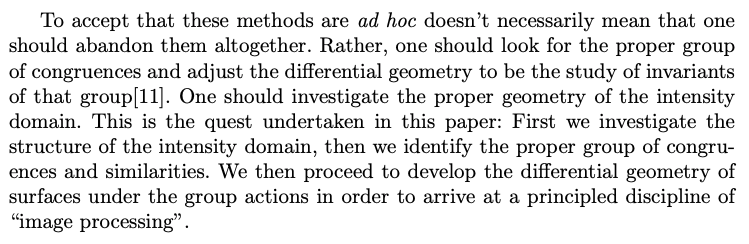 To accept that these methods are ad hoc doesn't necessarily mean that one
should abandon them altogether. Rather, one should look for the proper group
of congruences and adjust the differential geometry to be the study of invariants
of that group[11]. One should investigate the proper geometry of the intensity
domain. This is the quest undertaken in this paper: First we investigate the
structure of the intensity domain, then we identify the proper group of congru-
ences and similarities. We then proceed to develop the differential geometry of
surfaces under the group actions in order to arrive at a principled discipline of
“image processing”.